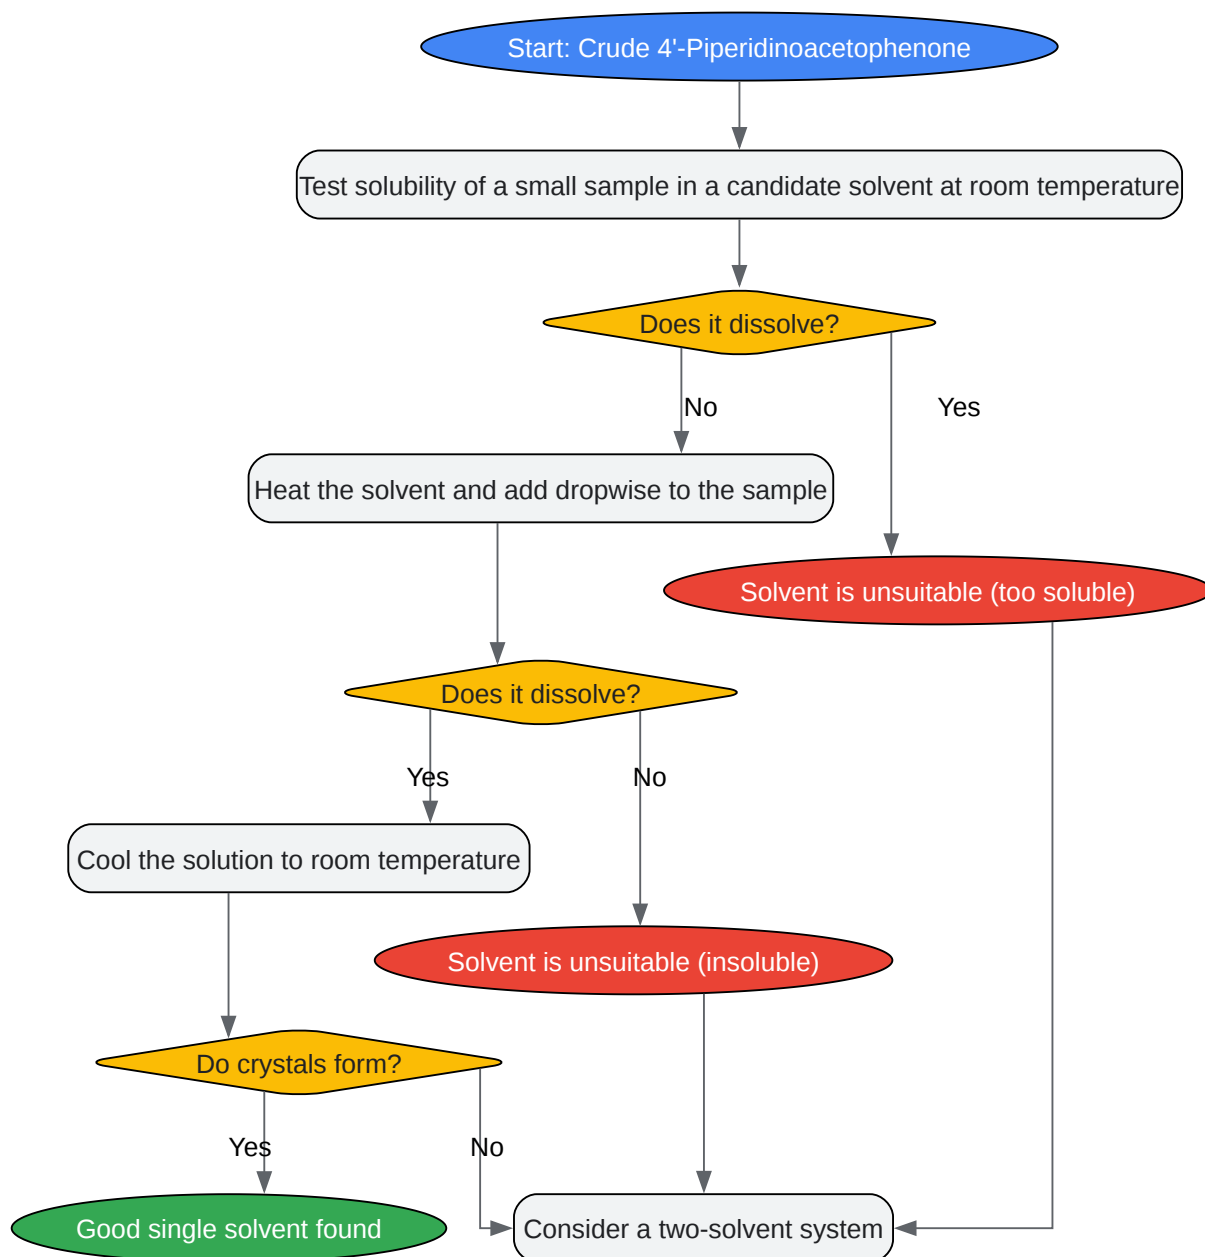 Start: Crude 4'-Piperidinoacetophenone
Test solubility of a small sample in a candidate solvent at room temperature
Does it dissolve?
No
Yes
Heat the solvent and add dropwise to the sample
Solvent is unsuitable (too soluble)
Does it dissolve?
Yes
No
Cool the solution to room temperature
Solvent is unsuitable (insoluble)
Do crystals form?
Yes
No
Good single solvent found
Consider a two-solvent system